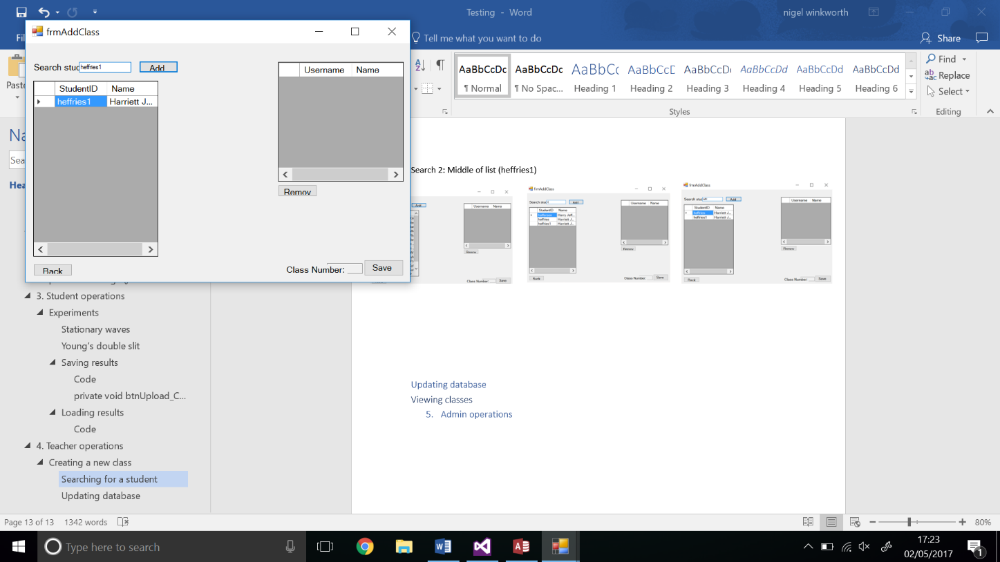 Testing - Word
nigel winkworth
Tell me what you want to do
Share
frmAddClass
Search stud
heffries1
Add
StudentID Name
heffries1 Harriett J...
Username Name
Remov
Back
Class Number:
Save
Paste
AaBbCcDc AaBbCcDc AaBbCc AaBbCcD AaBbCcDc AaBbCcDd AaBbCcDd AaBbCcDd
¶ Normal ¶ No Spac... Heading 1 Heading 2 Heading 3 Heading 4 Heading 5 Heading 6
Styles
Find
Replace
Select
Editing
Na
Sea
Hea
3. Student operations
Experiments
Stationary waves
Young's double slit
Saving results
Code
private void btnUpload_C...
Loading results
Code
4. Teacher operations
Creating a new class
Searching for a student
Updating database
Search 2: Middle of list (heffries1)
Add
Username Name
Remov
Class Number:
Save
frmAddClass
Search stud
Add
StudentID Name
hefferson Harry Jeff...
heffries Harriett J...
heffries1 Harriett J...
Username Name
Remov
Back
Class Number:
Save
frmAddClass
Search stud
Add
StudentID Name
heffries Harriett J...
heffries1 Harriett J...
Username Name
Remov
Back
Class Number:
Save
Updating database
Viewing classes
5. Admin operations
Page 13 of 13 1342 words
80%
Type here to search
17:23
02/05/2017
1